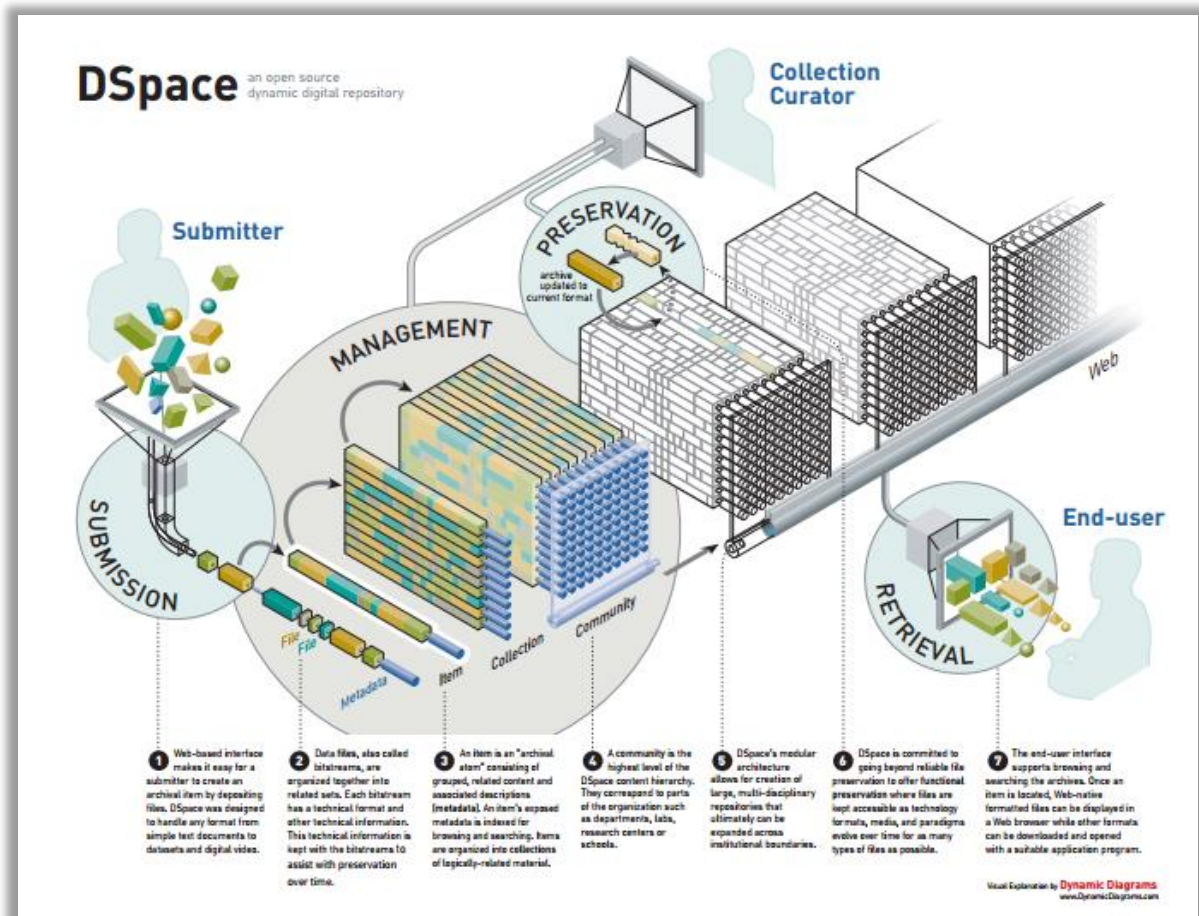 DSpace
an open source
dynamic digital repository
Collection
Curator
Submitter
PRESERVATION
archive
updated to
current format
MANAGEMENT
Web
SUBMISSION
End-user
RETRIEVAL
File
File
Metadata
Item
Collection
Community
1 Web-based interface
makes it easy for a
submitter to create an
archival item by depositing
files. DSpace was designed
to handle any format from
simple text documents to
datasets and digital video.
2 Data files, also called
bitstreams, are
organized together into
related sets. Each bitstream
has a technical format and
other technical information.
This technical information is
kept with the bitstreams to
assist with preservation
over time.
3 An item is an "archival
atom" consisting of
grouped, related content and
associated descriptions
(metadata). An item's exposed
metadata is indexed for
browsing and searching. Items
are organized into collections
of logically-related material.
4 A community is the
highest level of the
DSpace content hierarchy.
They correspond to parts
of the organization such
as departments, labs,
research centers or
schools.
5 DSpace's modular
architecture
allows for creation of
large, multi-disciplinary
repositories that
ultimately can be
expanded across
institutional boundaries.
6 DSpace is committed to
going beyond reliable file
preservation to offer functional
preservation where files are
kept accessible as technology
formats, media, and paradigms
evolve over time for as many
types of files as possible.
7 The end-user interface
supports browsing and
searching the archives. Once an
item is located, Web-native
formatted files can be displayed
in a Web browser while other formats
can be downloaded and opened
with a suitable application program.
Visual Explanation by Dynamic Diagrams
www.DynamicDiagrams.com